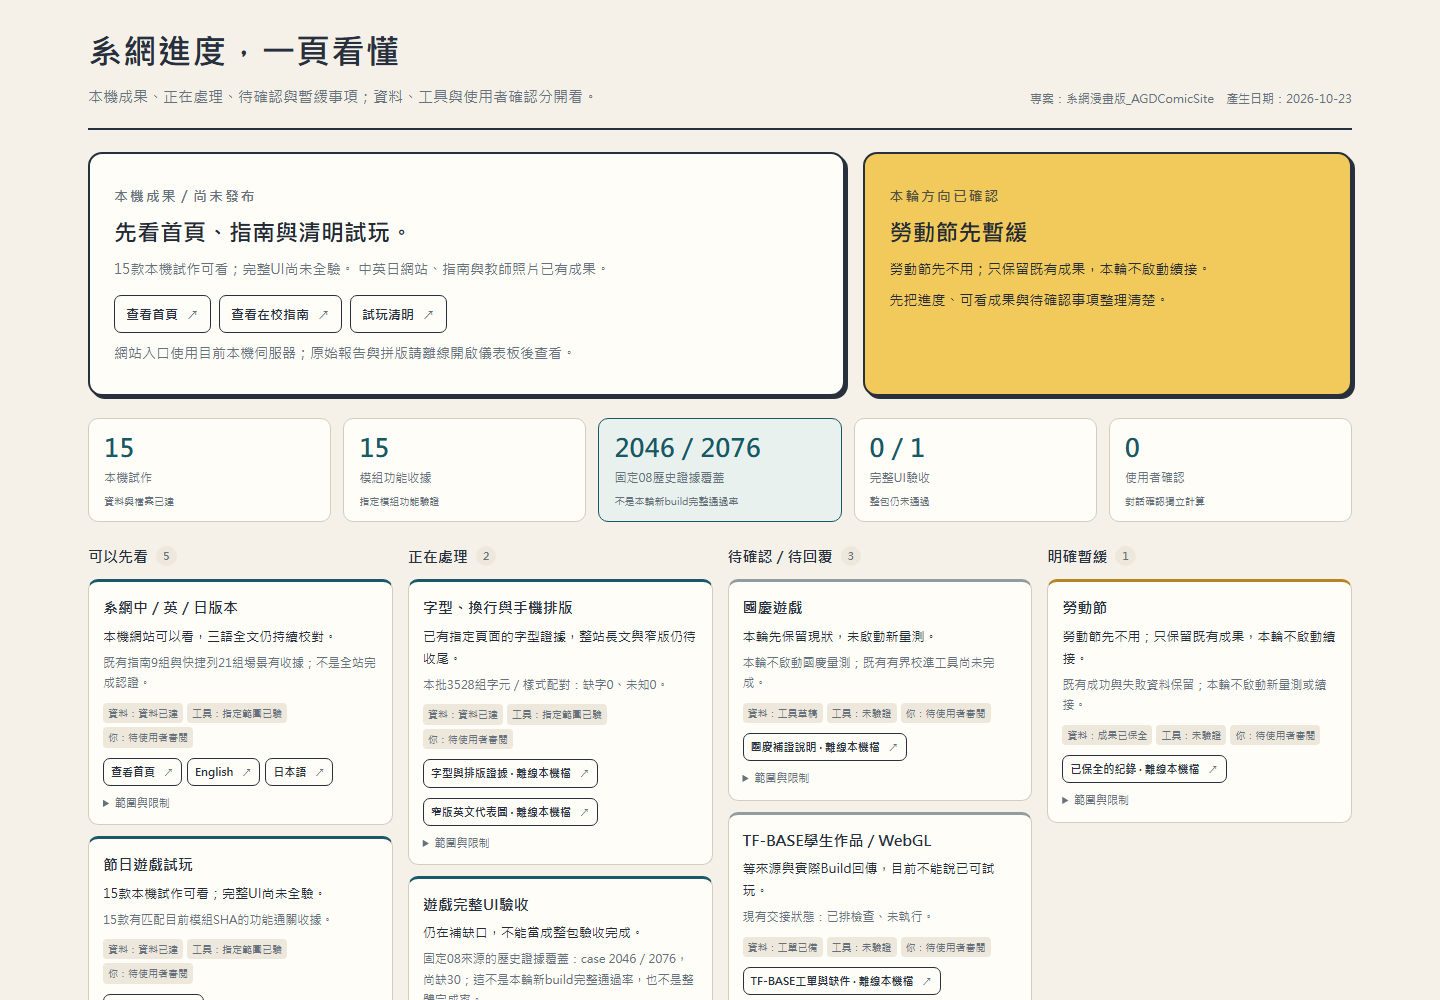 系網進度，一頁看懂
本機成果、正在處理、待確認與暫緩事項；資料、工具與使用者確認分開看。
專案：系網漫畫版_AGDComicSite 產生日期：2026-10-23
本機成果 / 尚未發布
先看首頁、指南與清明試玩。
15款本機試作可看；完整UI尚未全驗。 中英日網站、指南與教師照片已有成果。
查看首頁 ↗
查看在校指南 ↗
試玩清明 ↗
網站入口使用目前本機伺服器；原始報告與拼版請離線開啟儀表板後查看。
本輪方向已確認
勞動節先暫緩
勞動節先不用；只保留既有成果，本輪不啟動續接。
先把進度、可看成果與待確認事項整理清楚。
15
本機試作
資料與檔案已建
15
模組功能收據
指定模組功能驗證
2046 / 2076
固定08歷史證據覆蓋
不是本輪新build完整通過率
0 / 1
完整UI驗收
整包仍未通過
0
使用者確認
對話確認獨立計算
可以先看 5
系網中 / 英 / 日版本
本機網站可以看，三語全文仍持續校對。
既有指南9組與快捷列21組場景有收據；不是全站完
成認證。
資料：資料已建 工具：指定範圍已驗
你：待使用者審閱
查看首頁 ↗ English ↗ 日本語 ↗
▶ 範圍與限制
節日遊戲試玩
15款本機試作可看；完整UI尚未全驗。
15款有匹配目前模組SHA的功能通關收據。
資料：資料已建 工具：指定範圍已驗
你：待使用者審閱
正在處理 2
字型、換行與手機排版
已有指定頁面的字型證據，整站長文與窄版仍待
收尾。
本批3528組字元 / 樣式配對：缺字0、未知0。
資料：資料已建 工具：指定範圍已驗
你：待使用者審閱
字型與排版證據 · 離線本機檔 ↗
窄版英文代表圖 · 離線本機檔 ↗
▶ 範圍與限制
遊戲完整UI驗收
仍在補缺口，不能當成整包驗收完成。
固定08來源的歷史證據覆蓋：case 2046 / 2076，
尚缺30；這不是本輪新build完整通過率，也不是整
體完成率。
待確認 / 待回覆 3
國慶遊戲
本輪先保留現狀，未啟動新量測。
本輪不啟動國慶量測；既有有界校準工具尚未完
成。
資料：工具草稿 工具：未驗證 你：待使用者審閱
國慶補證說明 · 離線本機檔 ↗
▶ 範圍與限制
TF-BASE學生作品 / WebGL
等來源與實際Build回傳，目前不能說已可試
玩。
現有交接狀態：已排檢查、未執行。
資料：工單已備 工具：未驗證 你：待使用者審閱
TF-BASE工單與缺件 · 離線本機檔 ↗
明確暫緩 1
勞動節
勞動節先不用；只保留既有成果，本輪不啟動續
接。
既有成功與失敗資料保留；本輪不啟動新量測或續
接。
資料：成果已保全 工具：未驗證 你：待使用者審閱
已保全的紀錄 · 離線本機檔 ↗
▶ 範圍與限制